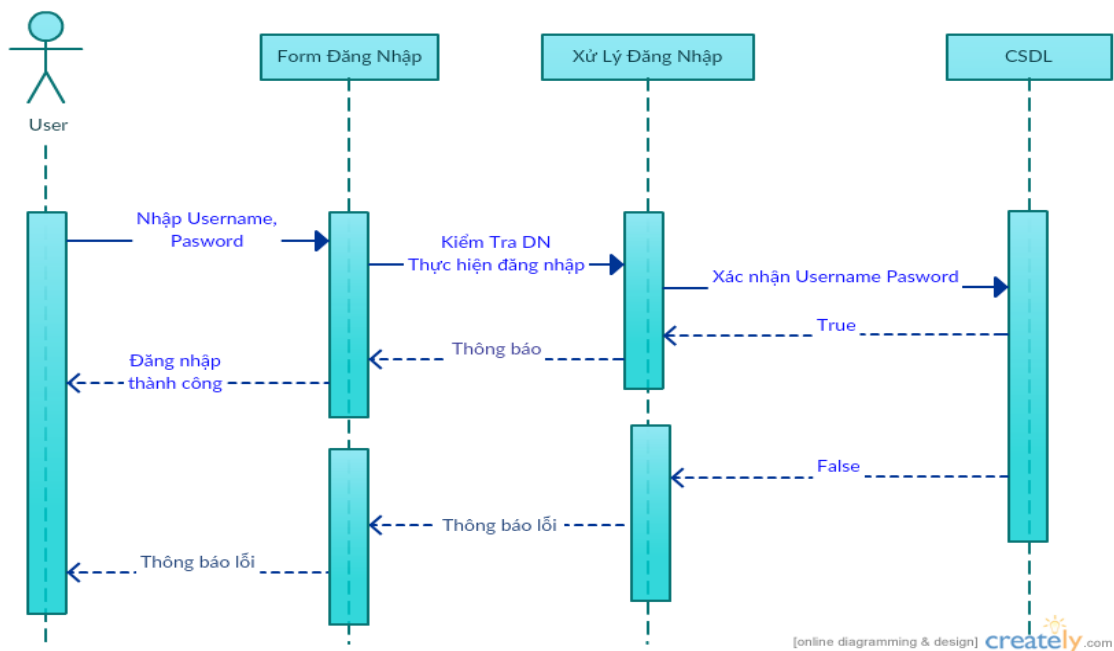 Form Đăng Nhập
Xử Lý Đăng Nhập
CSDL
User
Nhập Username,
Pasword
Kiểm Tra DN
Thực hiện đăng nhập
Xác nhận Username Pasword
True
Thông báo
Đăng nhập
thành công
False
Thông báo lỗi
Thông báo lỗi
[online diagramming & design] creately.com